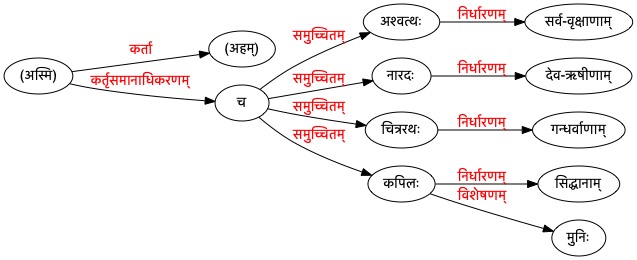 (अस्मि)
कर्ता
(अहम्)
कर्तृसमानाधिकरणम्
च
समुच्चितम्
अश्वत्थः
निर्धारणम्
सर्व-वृक्षाणाम्
समुच्चितम्
नारदः
निर्धारणम्
देव-ऋषीणाम्
समुच्चितम्
चित्ररथः
निर्धारणम्
गन्धर्वाणाम्
समुच्चितम्
कपिलः
निर्धारणम्
सिद्धानाम्
विशेषणम्
मुनिः